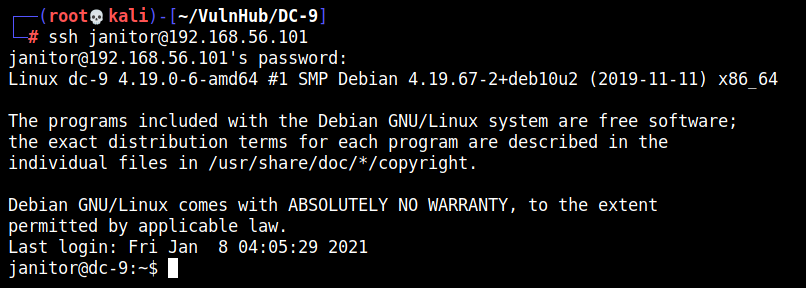 ┌──(root💀kali)-[~/VulnHub/DC-9]
└─# ssh janitor@192.168.56.101
janitor@192.168.56.101's password:
Linux dc-9 4.19.0-6-amd64 #1 SMP Debian 4.19.67-2+deb10u2 (2019-11-11) x86_64

The programs included with the Debian GNU/Linux system are free software;
the exact distribution terms for each program are described in the
individual files in /usr/share/doc/*/copyright.

Debian GNU/Linux comes with ABSOLUTELY NO WARRANTY, to the extent
permitted by applicable law.
Last login: Fri Jan  8 04:05:29 2021
janitor@dc-9:~$